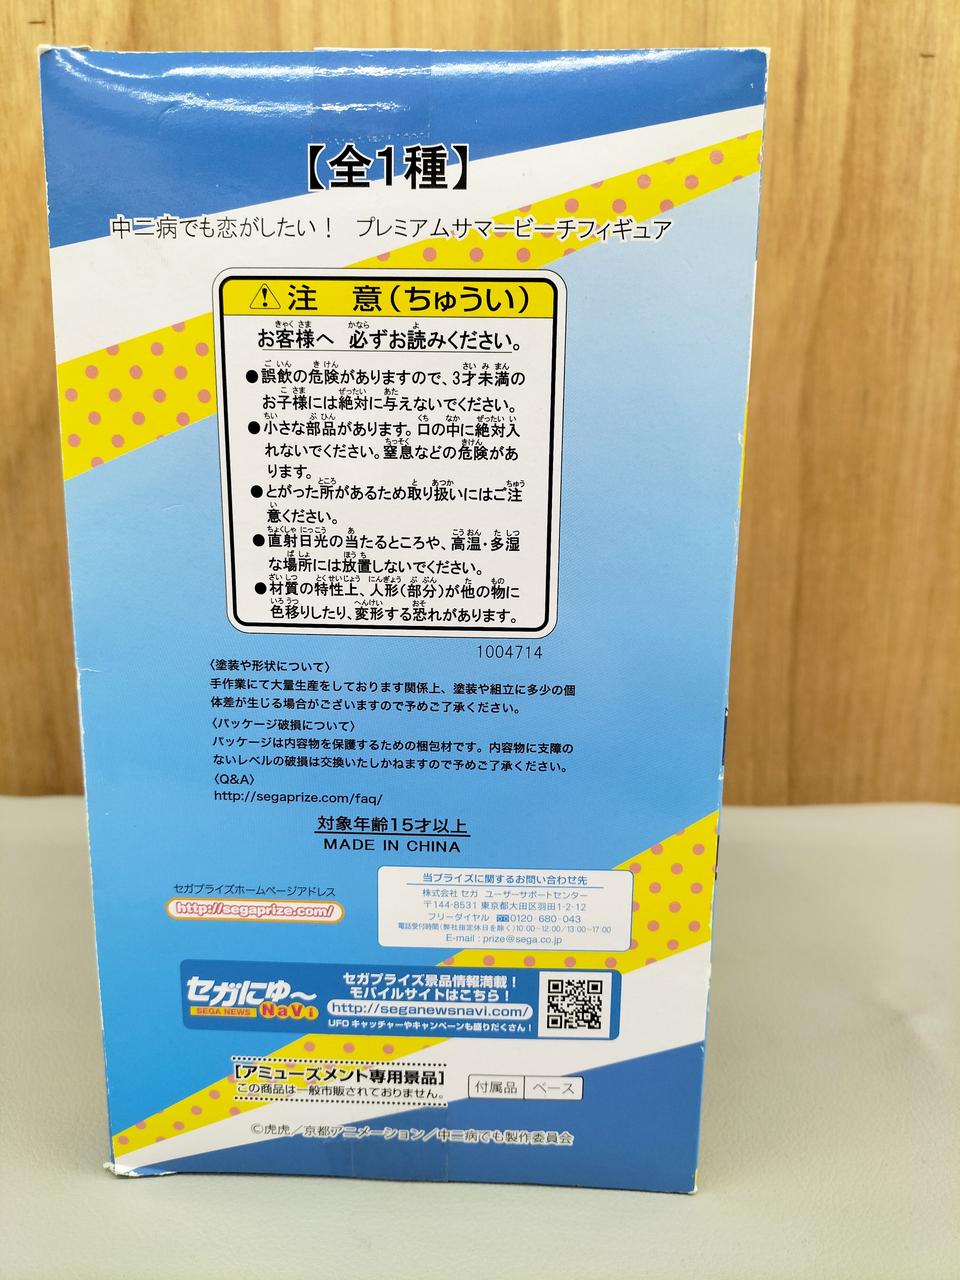 【全1種】
中二病でも恋がしたい！ プレミアムサマービーチフィギュア
注 意（ちゅうい）
お客様へ 必ずお読みください。
●誤飲の危険がありますので、3才未満の
お子様には絶対に与えないでください。
●小さな部品があります。口の中に絶対入
れないでください。窒息などの危険があ
ります。
●とがった所があるため取り扱いにはご注
意ください。
●直射日光の当たるところや、高温・多湿
な場所には放置しないでください。
●材質の特性上、人形(部分)が他の物に
色移りしたり、変形する恐れがあります。
1004714
〈塗装や形状について〉
手作業にて大量生産をしております関係上、塗装や組立に多少の個
体差が生じる場合がございますので予めご了承ください。
〈パッケージ破損について〉
パッケージは内容物を保護するための梱包材です。内容物に支障の
ないレベルの破損は交換いたしかねますので予めご了承ください。
〈Q&A〉
http://segaprize.com/faq/
対象年齢15才以上
MADE IN CHINA
セガプライズホームページアドレス
http://segaprize.com/
当プライズに関するお問い合わせ先
株式会社 セガ ユーザーサポートセンター
〒144-8531 東京都大田区羽田1-2-12
フリーダイヤル 0120-680-043
電話受付時間(弊社指定休日を除く)10:00~12:00/13:00~17:00
E-mail : prize@sega.co.jp
セガにゅ～
SEGA NEWS NaVi
セガプライズ景品情報満載！
モバイルサイトはこちら！
http://seganewsnavi.com/
UFOキャッチャーやキャンペーンも盛りだくさん！
[アミューズメント専用景品]
この商品は一般市販されておりません。
付属品 ベース
©虎虎／京都アニメーション／中二病でも製作委員会